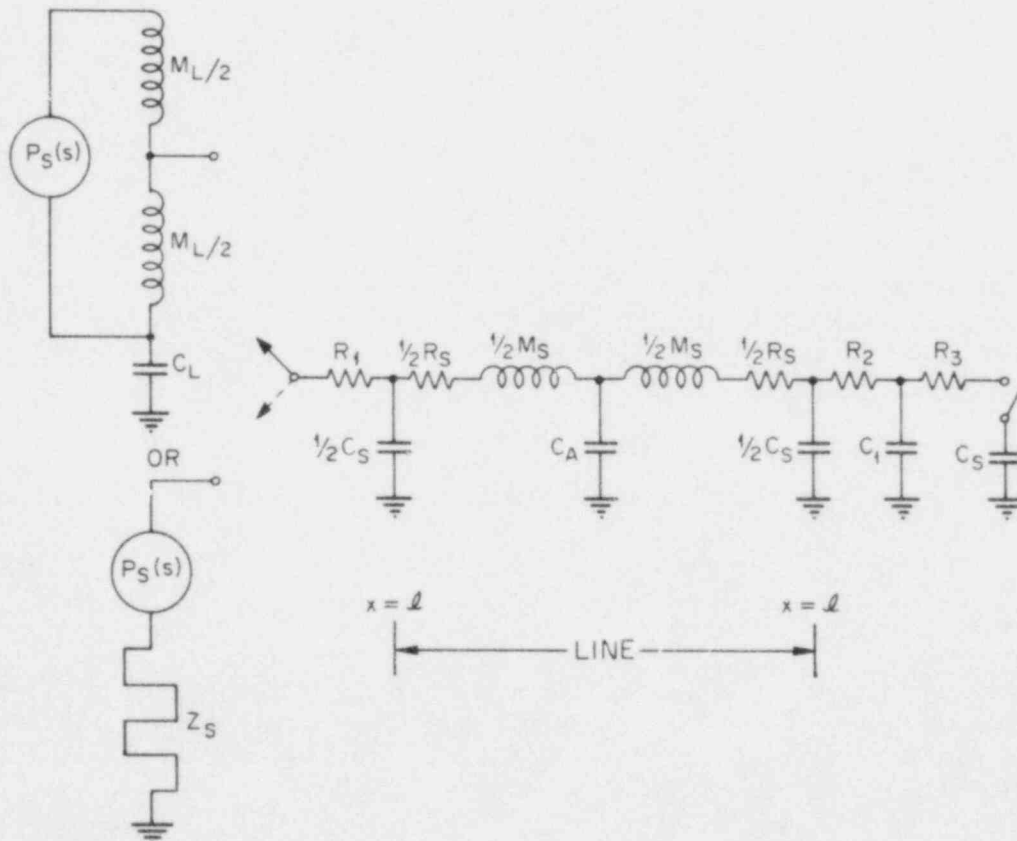 M_L/2
P_S(s)
M_L/2
C_L
OR
P_S(s)
Z_S
R_1 ½R_S ½M_S ½M_S ½R_S R_2 R_3
½C_S C_A ½C_S C_1 C_S
x = ℓ x = ℓ
LINE